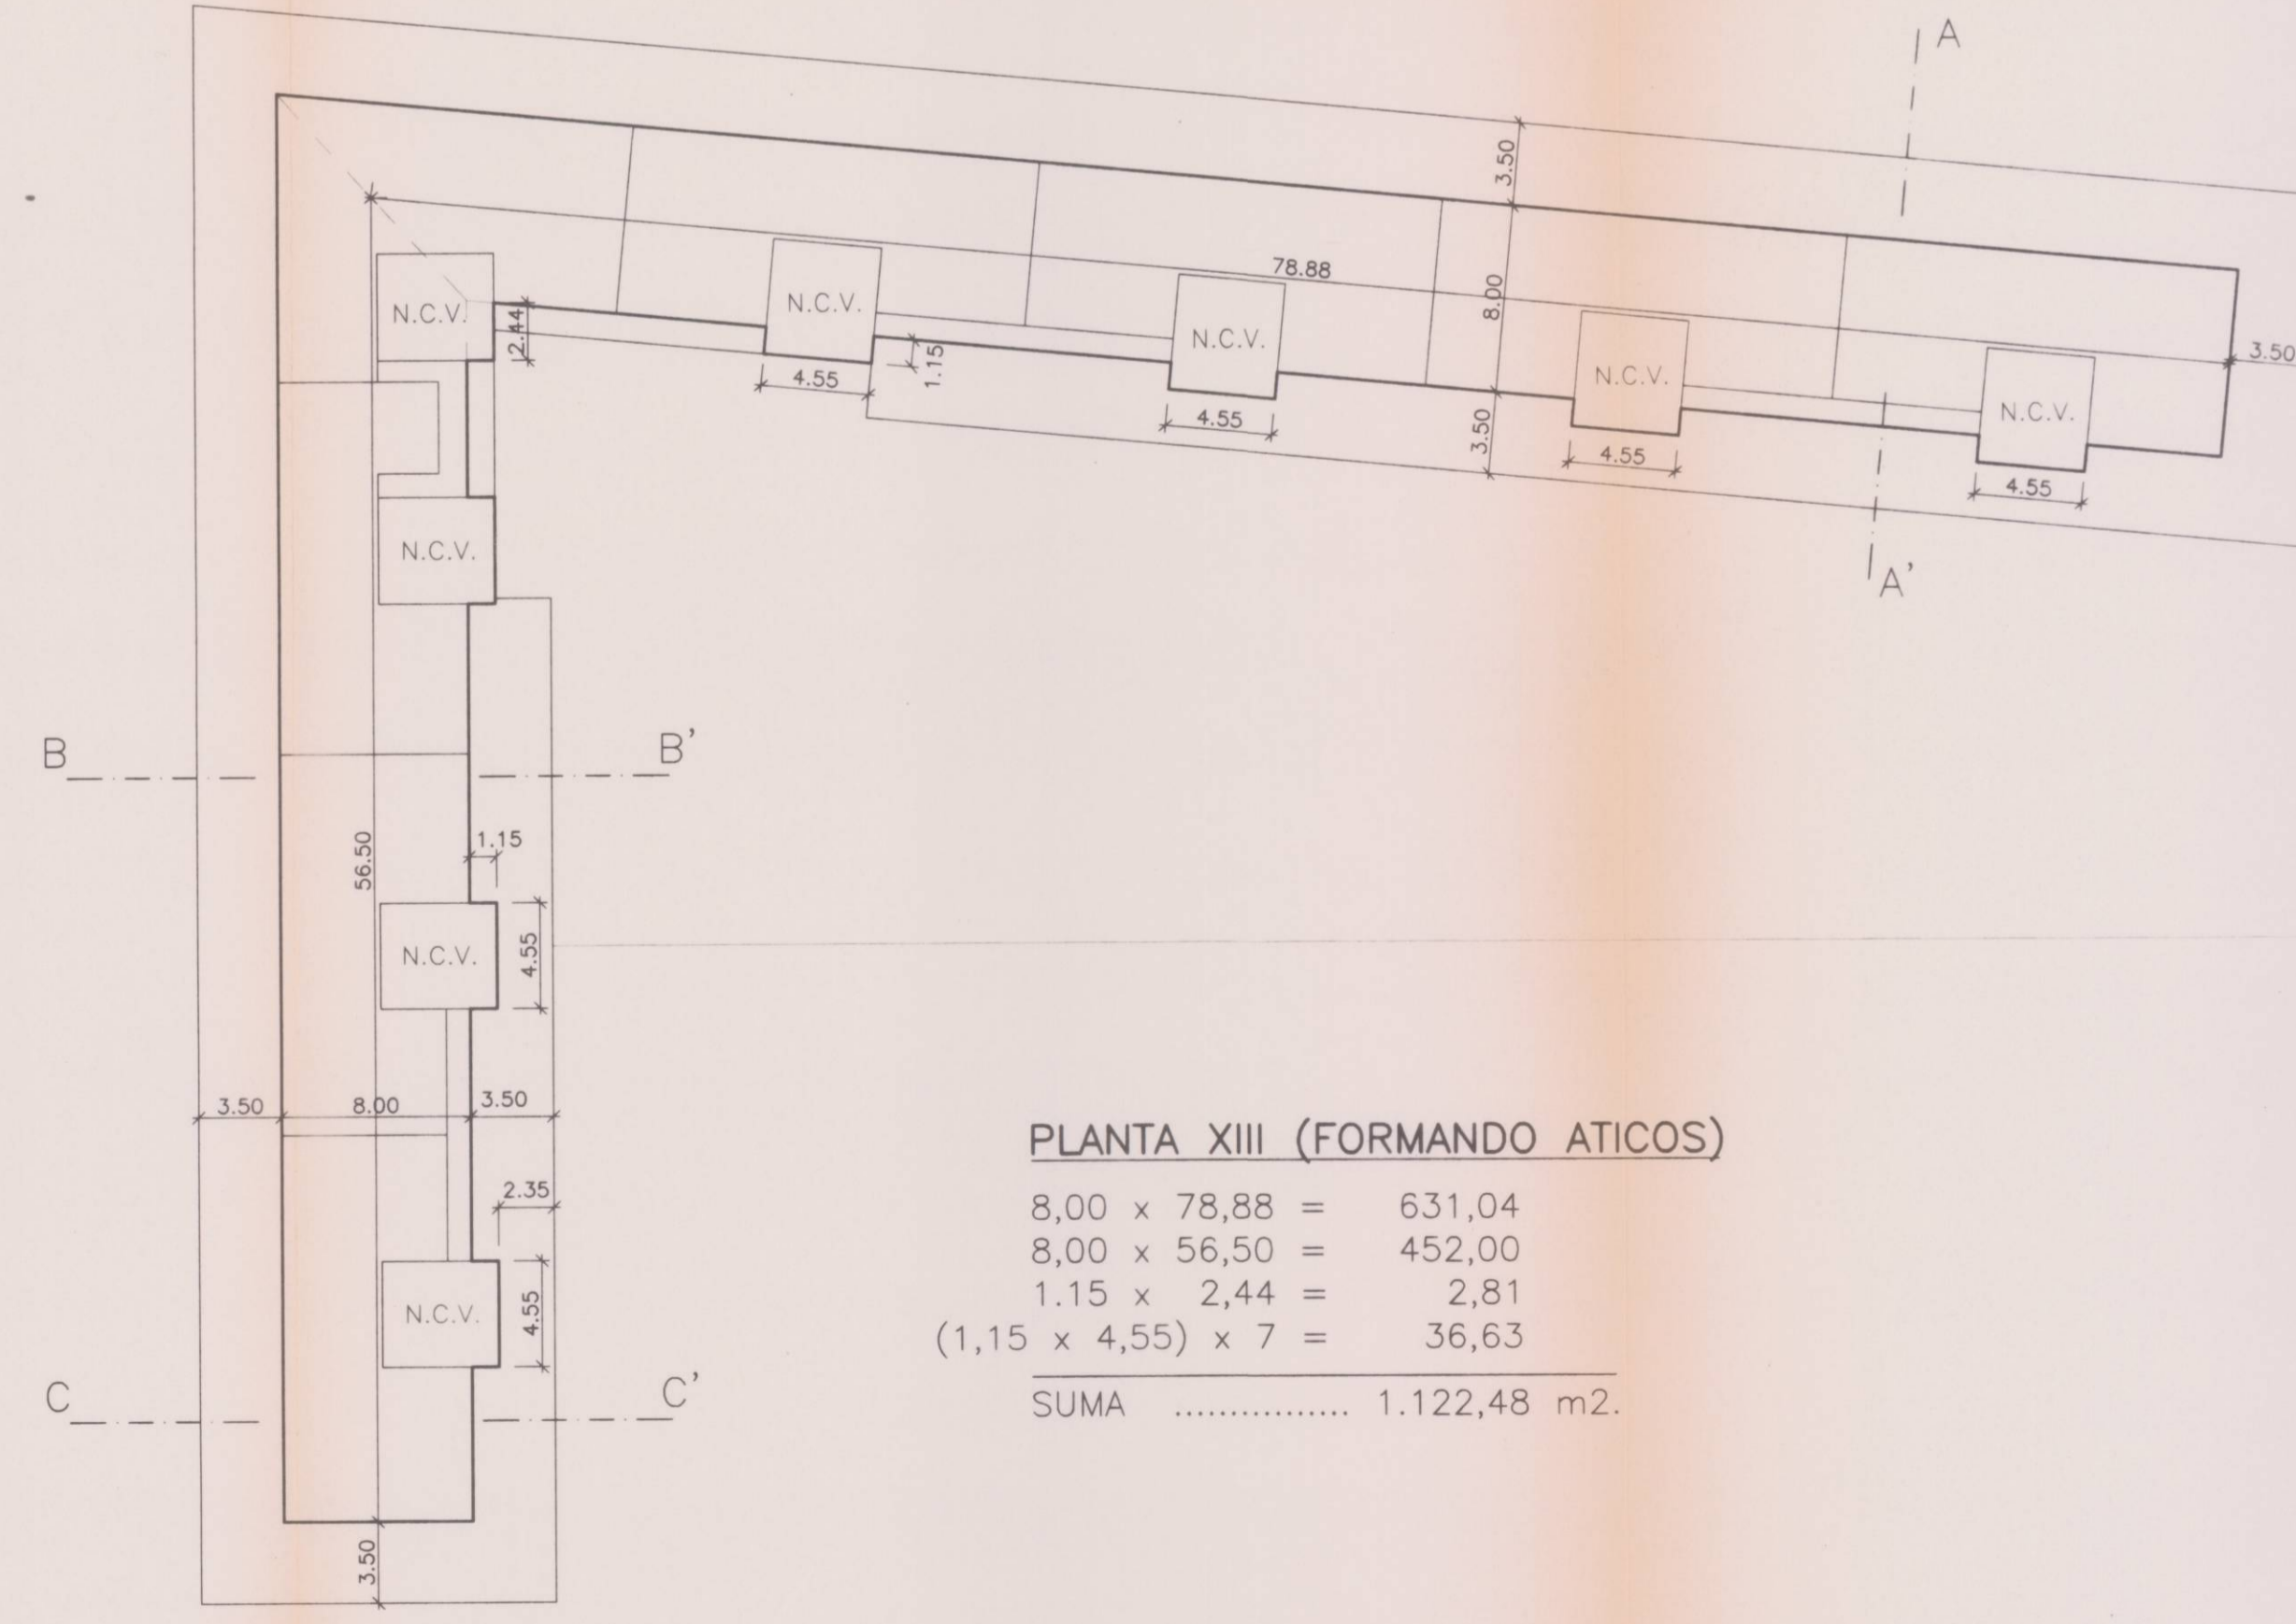 A
3.50
78.88
8.00
3.50
3.50
N.C.V.
2.44
N.C.V.
1.15
4.55
N.C.V.
4.55
N.C.V.
4.55
N.C.V.
4.55
A'
N.C.V.
B
B'
56.50
1.15
N.C.V.
4.55
3.50
8.00
3.50
2.35
N.C.V.
4.55
C
C'
3.50
PLANTA XIII (FORMANDO ATICOS)
8,00 x 78,88 = 631,04
8,00 x 56,50 = 452,00
1.15 x 2,44 = 2,81
(1,15 x 4,55) x 7 = 36,63
SUMA ................ 1.122,48 m2.